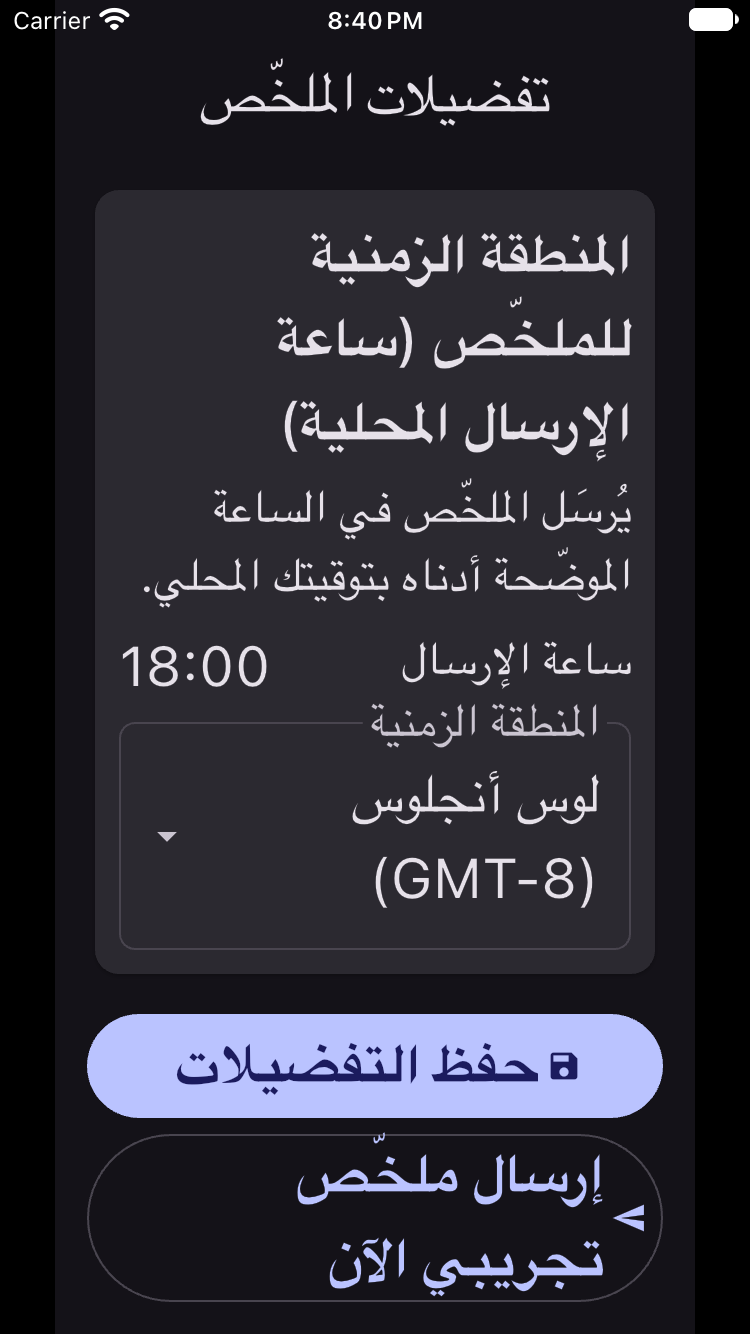 Carrier 8:40 PM
تفضيلات الملخّص
المنطقة الزمنية
للملخّص (ساعة
الإرسال المحلية)
يُرسَل الملخّص في الساعة
الموضّحة أدناه بتوقيتك المحلي.
ساعة الإرسال 18:00
المنطقة الزمنية
لوس أنجلوس
(GMT-8)
حفظ التفضيلات
إرسال ملخّص
تجريبي الآن